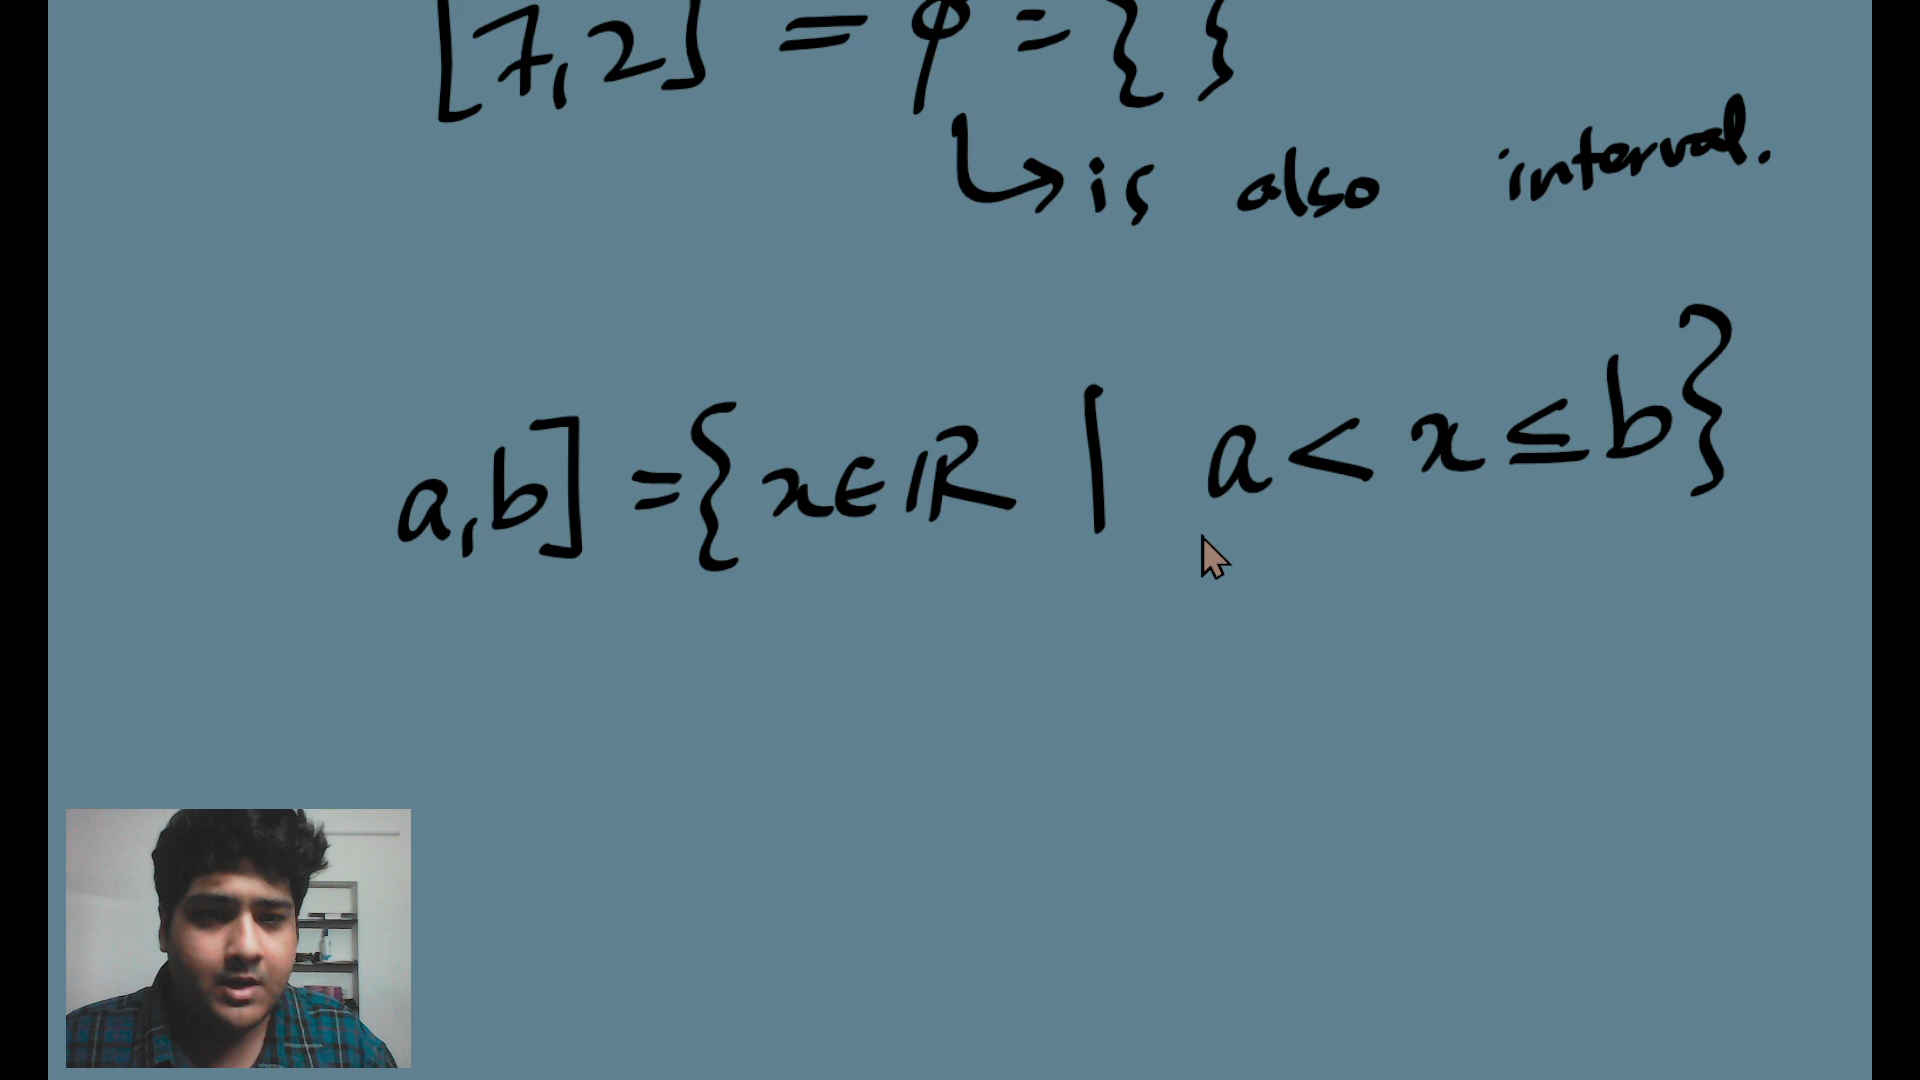 [7,2] = φ = { }
↳ is also interval.
a,b] = {x∈ℝ | a < x ≤ b}